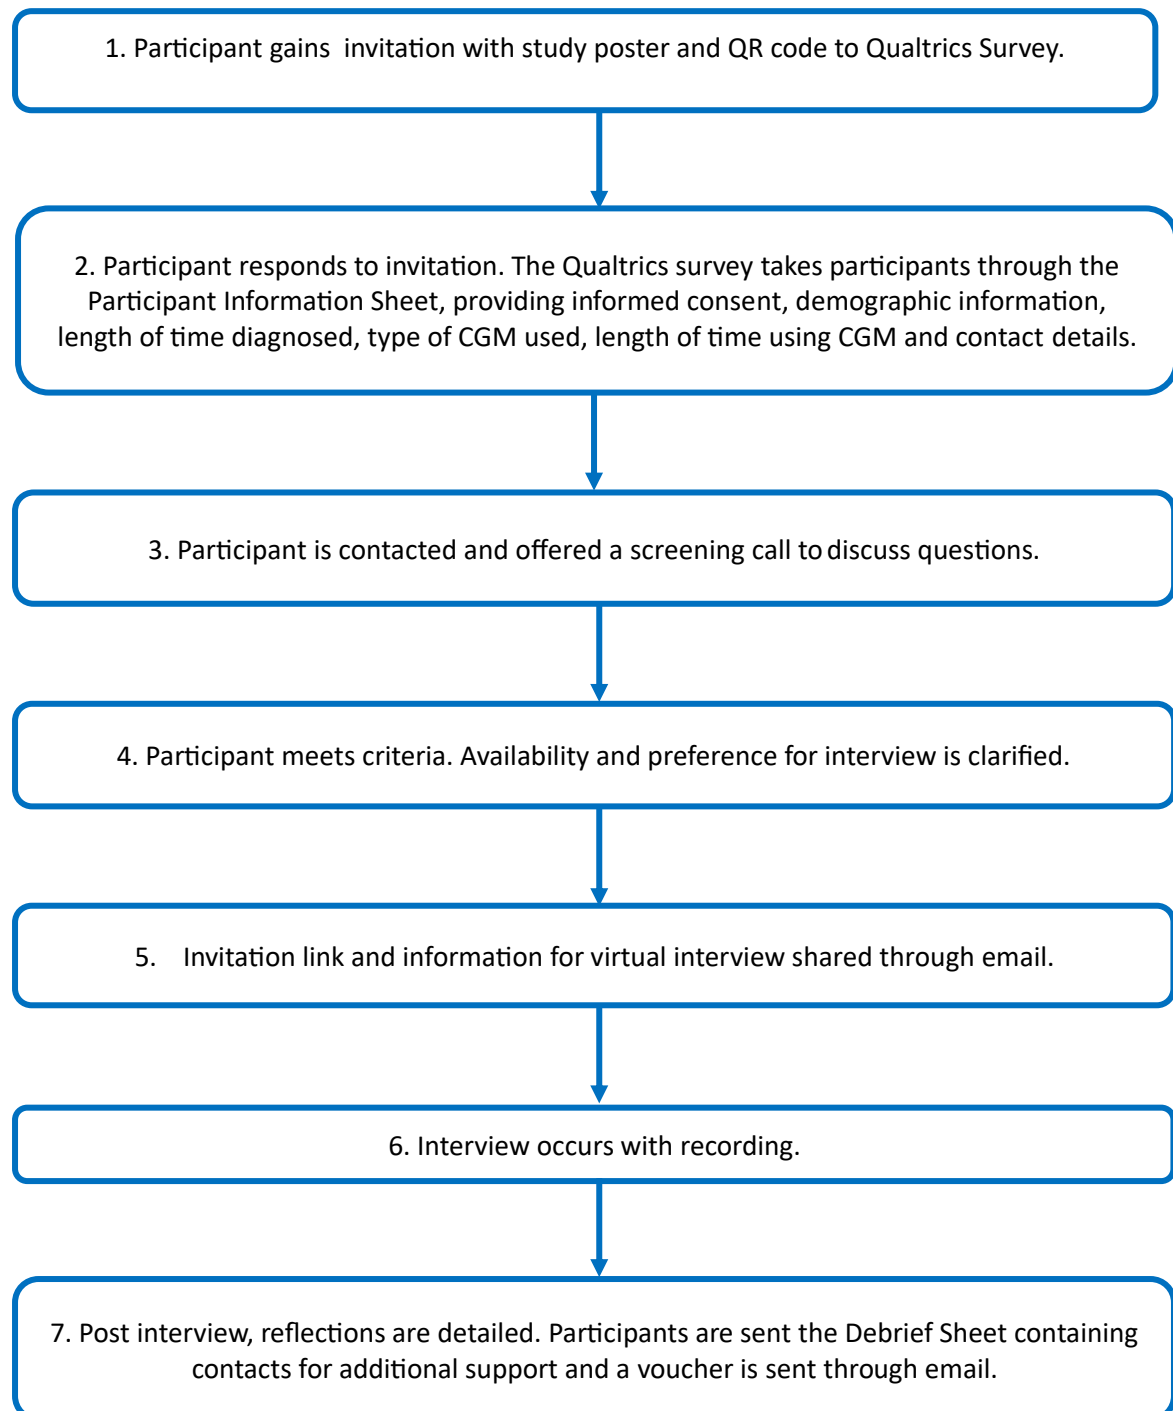 1. Participant gains invitation with study poster and QR code to Qualtrics Survey.
2. Participant responds to invitation. The Qualtrics survey takes participants through the
Participant Information Sheet, providing informed consent, demographic information,
length of time diagnosed, type of CGM used, length of time using CGM and contact details.
3. Participant is contacted and offered a screening call to discuss questions.
4. Participant meets criteria. Availability and preference for interview is clarified.
5. Invitation link and information for virtual interview shared through email.
6. Interview occurs with recording.
7. Post interview, reflections are detailed. Participants are sent the Debrief Sheet containing
contacts for additional support and a voucher is sent through email.